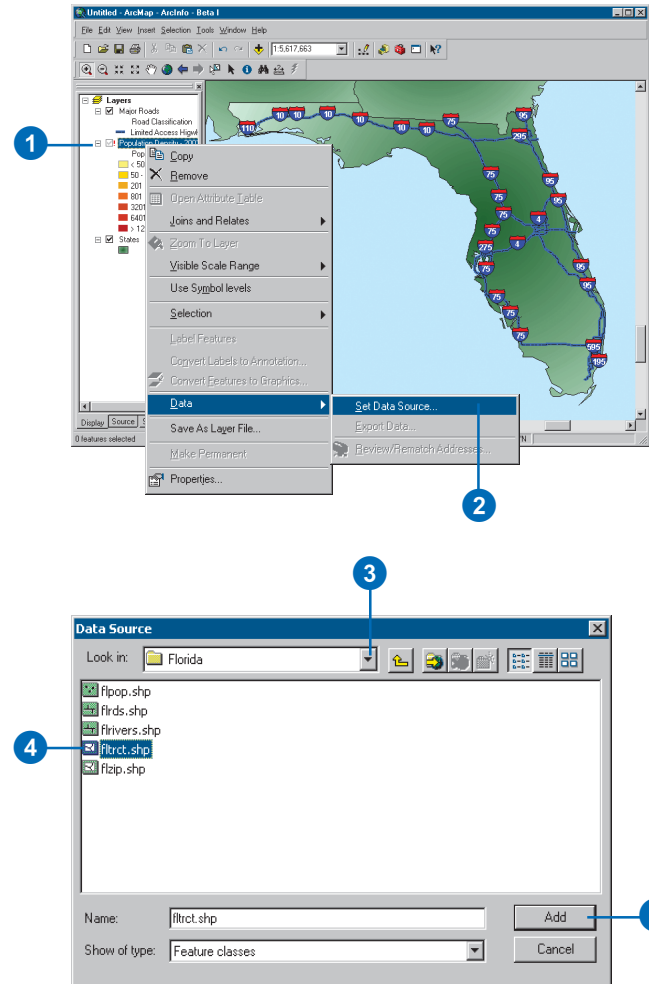 Untitled - ArcMap - ArcInfo - Beta I
File Edit View Insert Selection Tools Window Help
1:5,617,663
Layers
Major Roads
Road Classification
Limited Access Highw
Population Density - 200
Pop
< 50
50 -
201
801
3201
6401
> 12
States
Display Source S
0 features selected
'N
Copy
Remove
Open Attribute Table
Joins and Relates
Zoom To Layer
Visible Scale Range
Use Symbol levels
Selection
Label Features
Convert Labels to Annotation...
Convert Features to Graphics...
Data
Save As Layer File...
Make Permanent
Properties...
Set Data Source...
Export Data...
Review/Rematch Addresses...
110
10
10
10
10
10
75
95
295
75
95
75
95
75
4
75
275
4
75
95
95
75
75
75
595
195
1
2
3
Data Source
Look in: Florida
flpop.shp
flrds.shp
flrivers.shp
fltrct.shp
flzip.shp
4
Name: fltrct.shp
Add
Show of type: Feature classes
Cancel